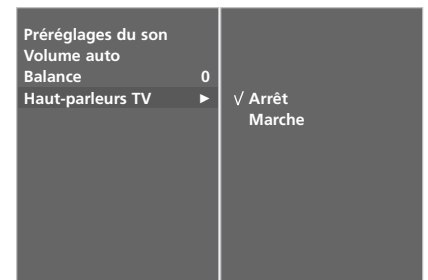 Préréglages du son
Volume auto
Balance 0
Haut-parleurs TV ►
√ Arrêt
Marche